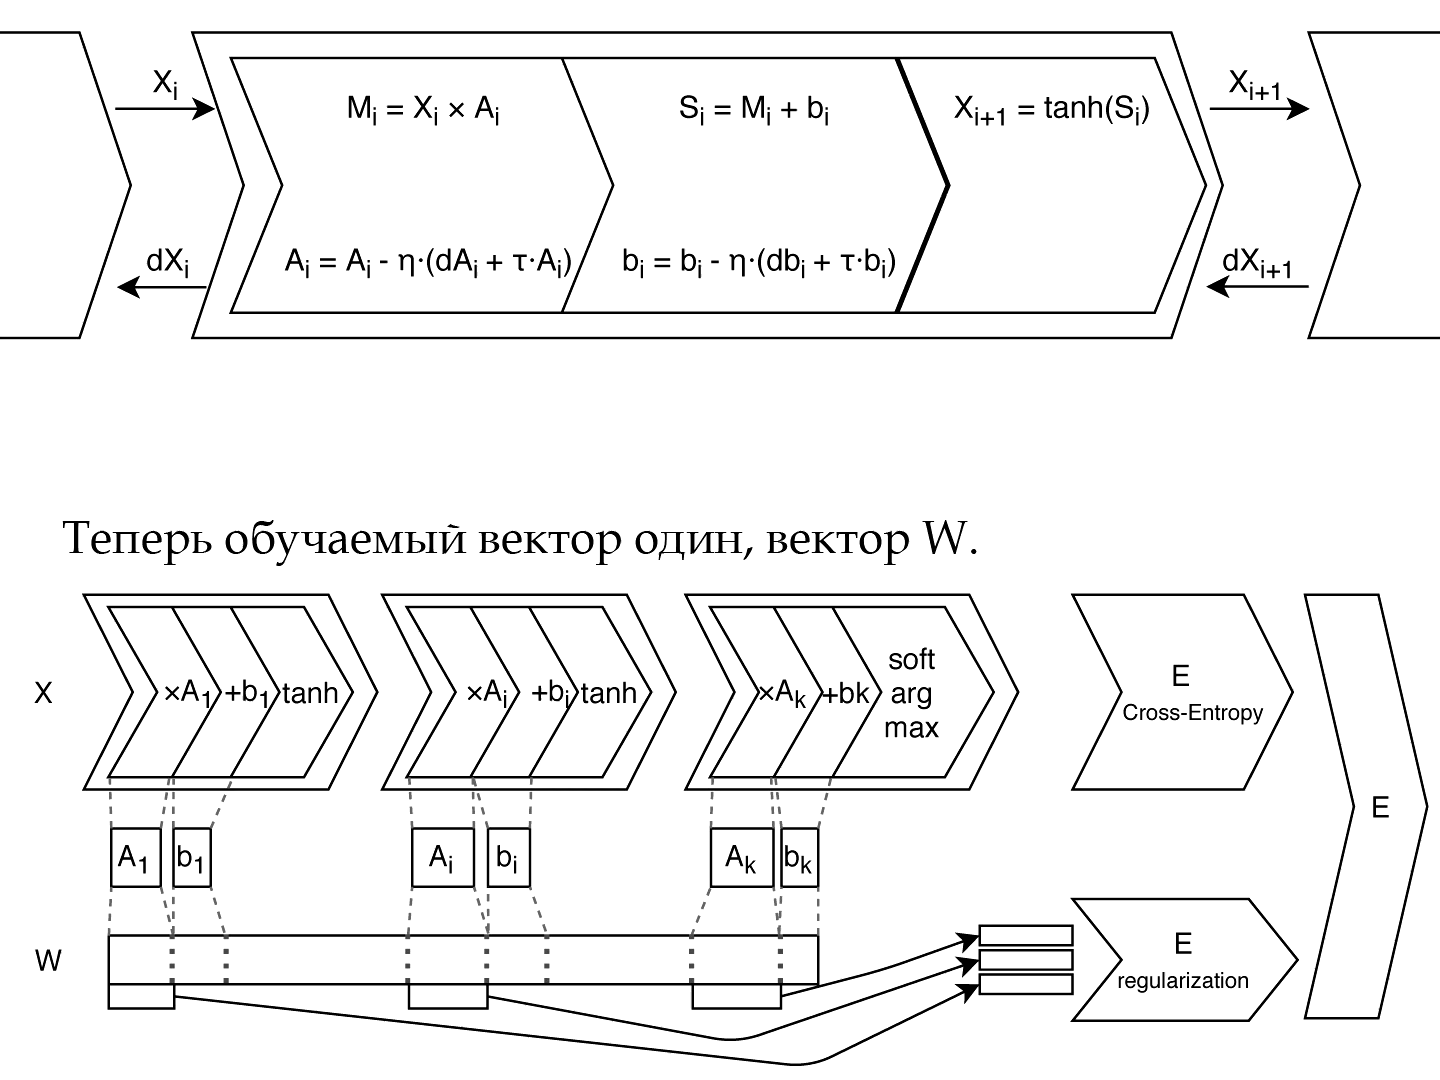 Xi Mi = Xi × Ai Si = Mi + bi Xi+1 = tanh(Si) Xi+1
dXi Ai = Ai - η·(dAi + τ·Ai) bi = bi - η·(dbi + τ·bi) dXi+1
Теперь обучаемый вектор один, вектор W.
X ×A1 +b1 tanh ×Ai +bi tanh ×Ak +bk
soft
arg
max
E
Cross-Entropy
E
A1 b1 Ai bi Ak bk
W
E
regularization